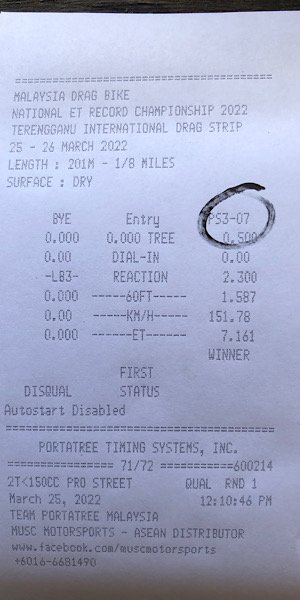 ==========================================
MALAYSIA DRAG BIKE
NATIONAL ET RECORD CHAMPIONSHIP 2022
TERENGGANU INTERNATIONAL DRAG STRIP
25 - 26 MARCH 2022
LENGTH : 201M - 1/8 MILES
SURFACE : DRY
BYE Entry PS3-07
0.000 0.000 TREE 0.500
0.00 DIAL-IN 0.00
-LB3- REACTION 2.300
0.000 -----60FT------ 1.587
0.00 -----KM/H----- 151.78
0.000 ------ET------ 7.161
WINNER
FIRST
DISQUAL STATUS
Autostart Disabled
==========================================
PORTATREE TIMING SYSTEMS, INC.
================ 71/72 ===========600214
2T<150CC PRO STREET QUAL RND 1
March 25, 2022 12:10:46 PM
TEAM PORTATREE MALAYSIA
MUSC MOTORSPORTS - ASEAN DISTRIBUTOR
www.facebook.com/muscmotorsports
+6016-6681490